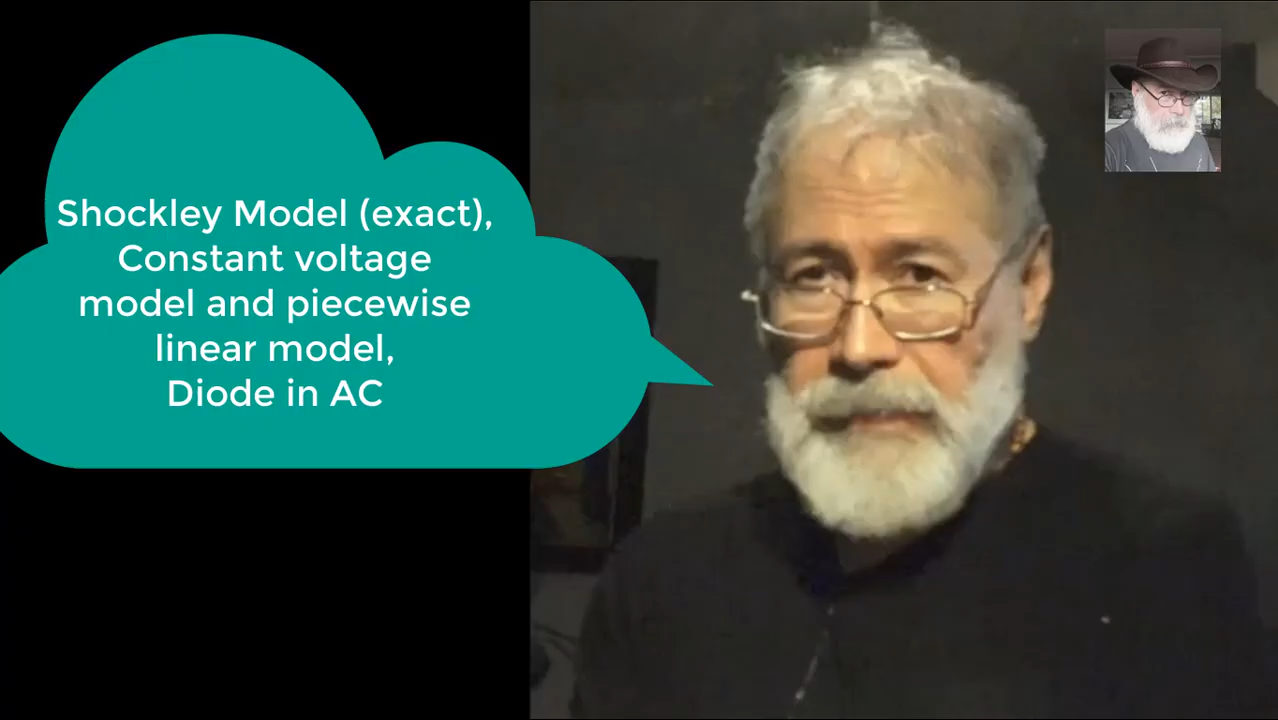 Shockley Model (exact),
Constant voltage
model and piecewise
linear model,
Diode in AC